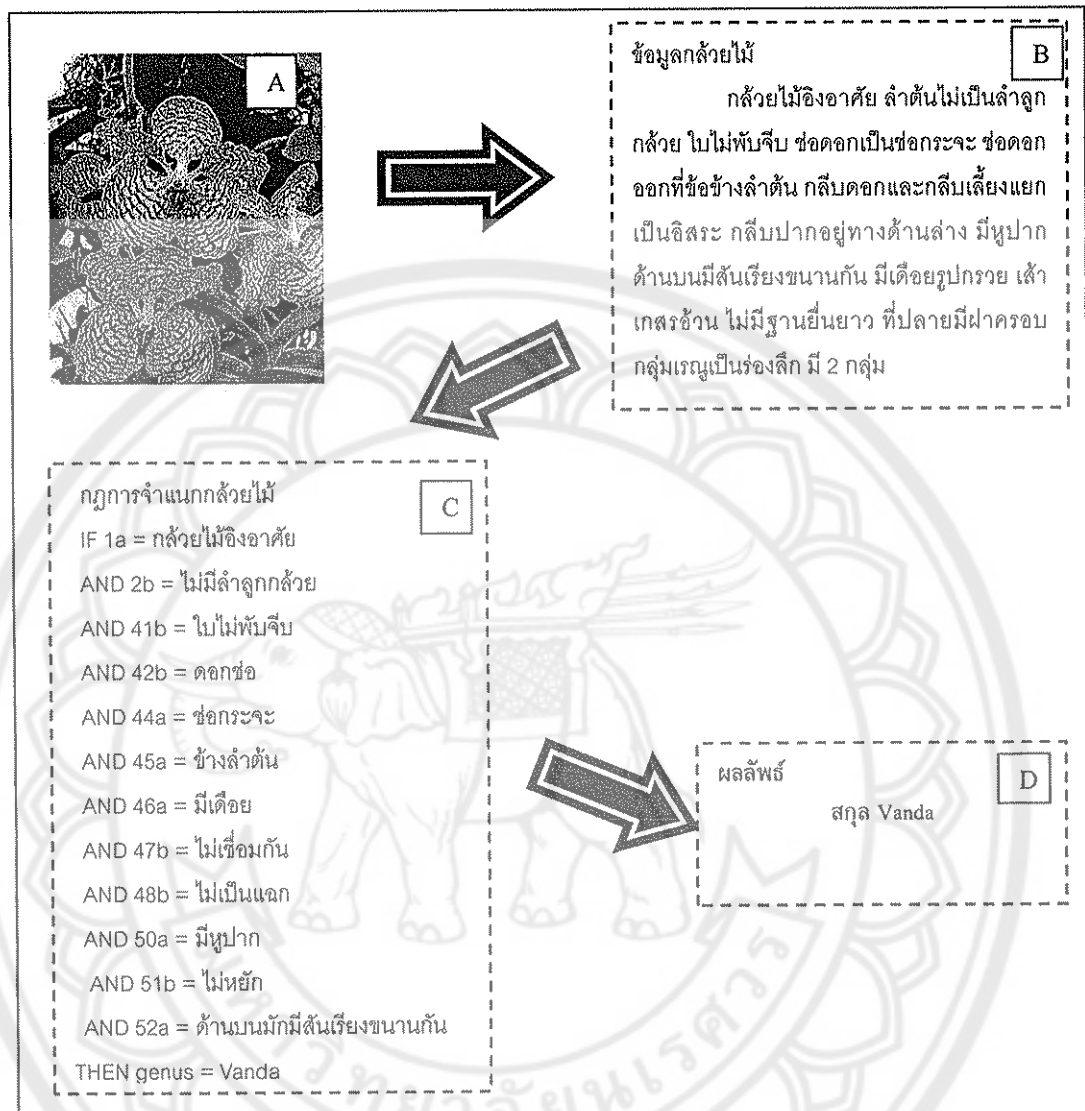 A
B
ข้อมูลกล้วยไม้
กล้วยไม้อิงอาศัย ลำต้นไม่เป็นลำลูก
กล้วย ใบไม่พับจีบ ช่อดอกเป็นช่อกระจะ ช่อดอก
ออกที่ข้อข้างลำต้น กลีบดอกและกลีบเลี้ยงแยก
เป็นอิสระ กลีบปากอยู่ทางด้านล่าง มีหูปาก
ด้านบนมีสันเรียงขนานกัน มีเดือยรูปกรวย เส้า
เกสรอ้วน ไม่มีฐานยื่นยาว ที่ปลายมีฝาครอบ
กลุ่มเรณูเป็นร่องลึก มี 2 กลุ่ม
C
กฎการจำแนกกล้วยไม้
IF 1a = กล้วยไม้อิงอาศัย
AND 2b = ไม่มีลำลูกกล้วย
AND 41b = ใบไม่พับจีบ
AND 42b = ดอกช่อ
AND 44a = ช่อกระจะ
AND 45a = ข้างลำต้น
AND 46a = มีเดือย
AND 47b = ไม่เชื่อมกัน
AND 48b = ไม่เป็นแฉก
AND 50a = มีหูปาก
AND 51b = ไม่หยัก
AND 52a = ด้านบนมักมีสันเรียงขนานกัน
THEN genus = Vanda
D
ผลลัพธ์
สกุล Vanda